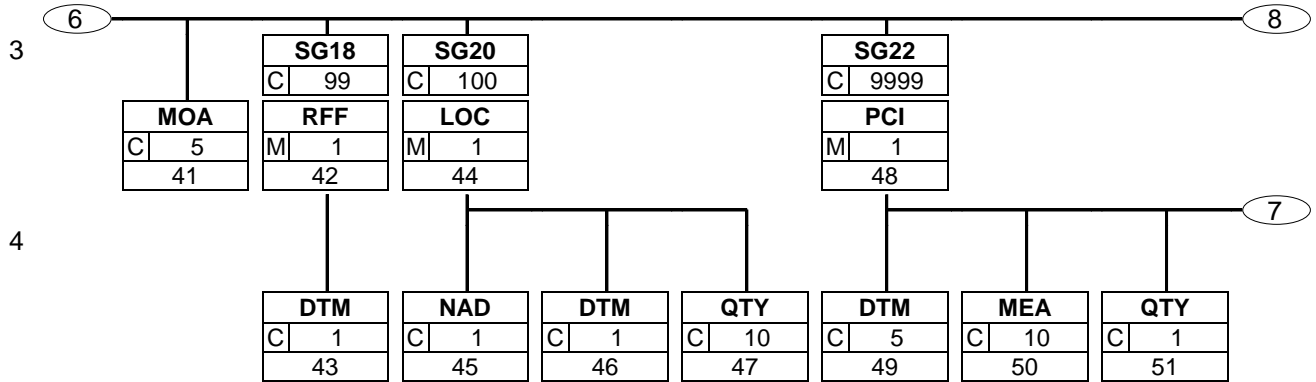 6 8
3
SG18 SG20 SG22
C 99 C 100 C 9999
MOA RFF LOC PCI
C 5 M 1 M 1 M 1
41 42 44 48
7
4
DTM NAD DTM QTY DTM MEA QTY
C 1 C 1 C 1 C 10 C 5 C 10 C 1
43 45 46 47 49 50 51